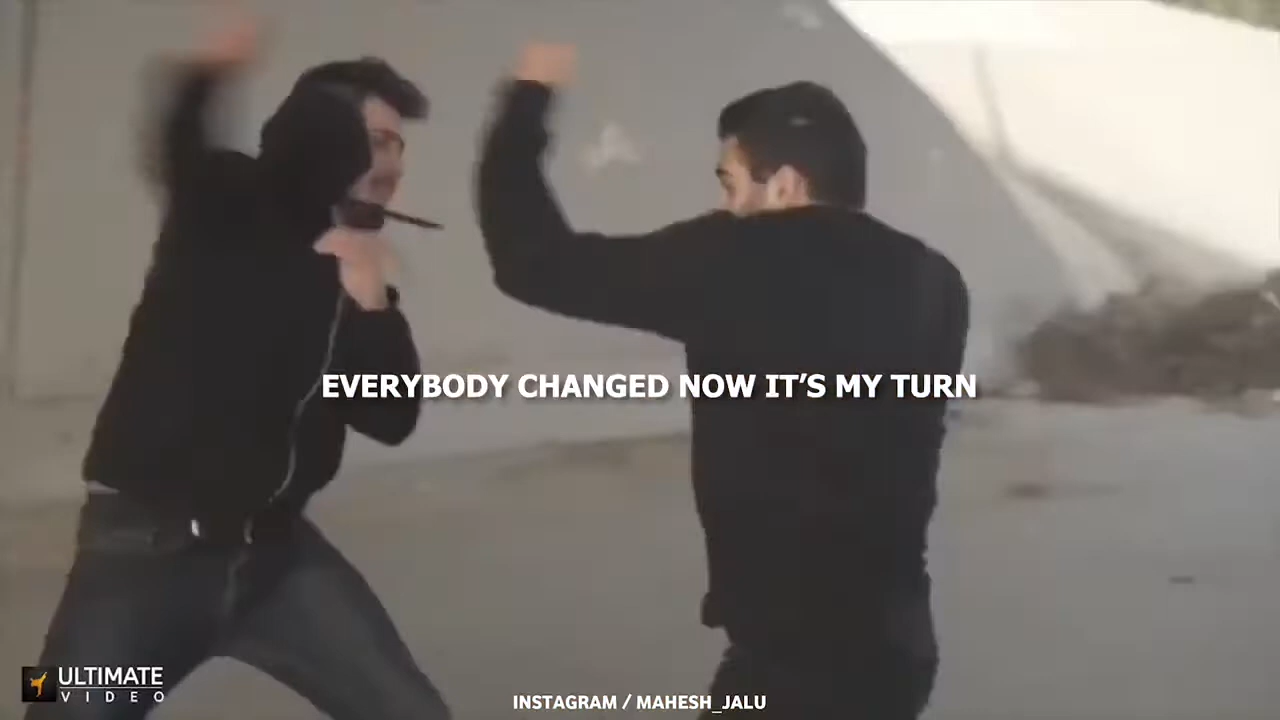 EVERYBODY CHANGED NOW IT'S MY TURN
ULTIMATE
VIDEO
INSTAGRAM / MAHESH_JALU